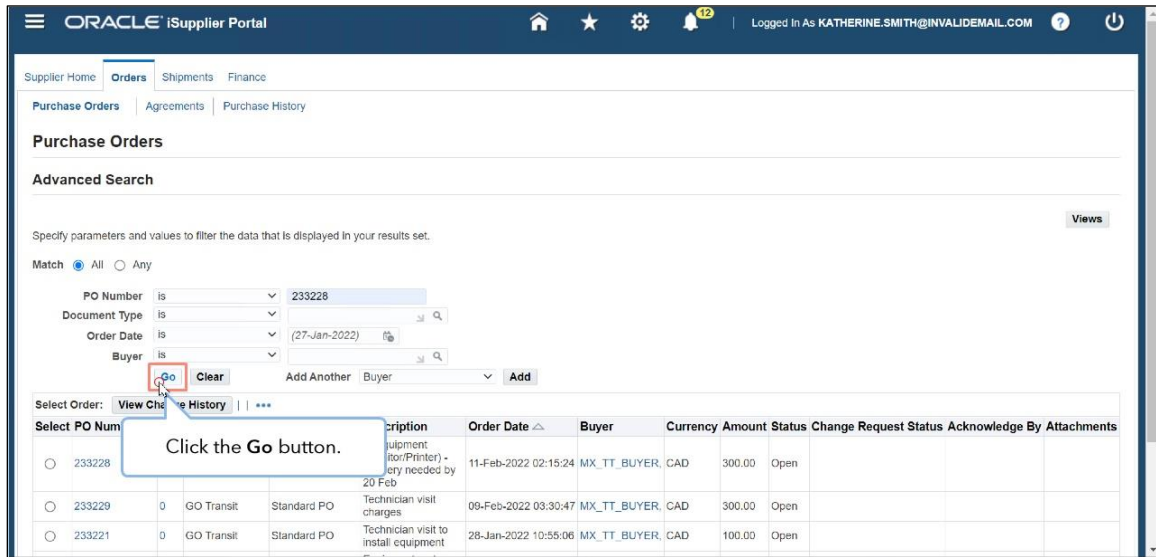 ORACLE iSupplier Portal 12 | Logged In As KATHERINE.SMITH@INVALIDEMAIL.COM ?
Supplier Home Orders Shipments Finance
Purchase Orders | Agreements | Purchase History
Purchase Orders
Advanced Search
Views
Specify parameters and values to filter the data that is displayed in your results set.
Match All Any
PO Number is 233228
Document Type is
Order Date is (27-Jan-2022)
Buyer is
Go Clear Add Another Buyer Add
Select Order: View Change History | | •••
Select PO Num cription Order Date Buyer Currency Amount Status Change Request Status Acknowledge By Attachments
Click the Go button.
quipment
233228 itor/Printer) - 11-Feb-2022 02:15:24 MX_TT_BUYER, CAD 300.00 Open
ery needed by
20 Feb
233229 0 GO Transit Standard PO Technician visit charges 09-Feb-2022 03:30:47 MX_TT_BUYER, CAD 300.00 Open
233221 0 GO Transit Standard PO Technician visit to install equipment 28-Jan-2022 10:55:06 MX_TT_BUYER, CAD 100.00 Open